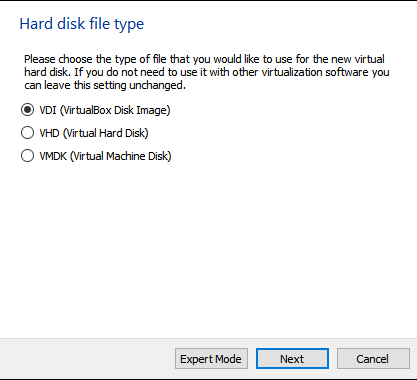 Hard disk file type
Please choose the type of file that you would like to use for the new virtual
hard disk. If you do not need to use it with other virtualization software you
can leave this setting unchanged.
VDI (VirtualBox Disk Image)
VHD (Virtual Hard Disk)
VMDK (Virtual Machine Disk)
Expert Mode Next Cancel